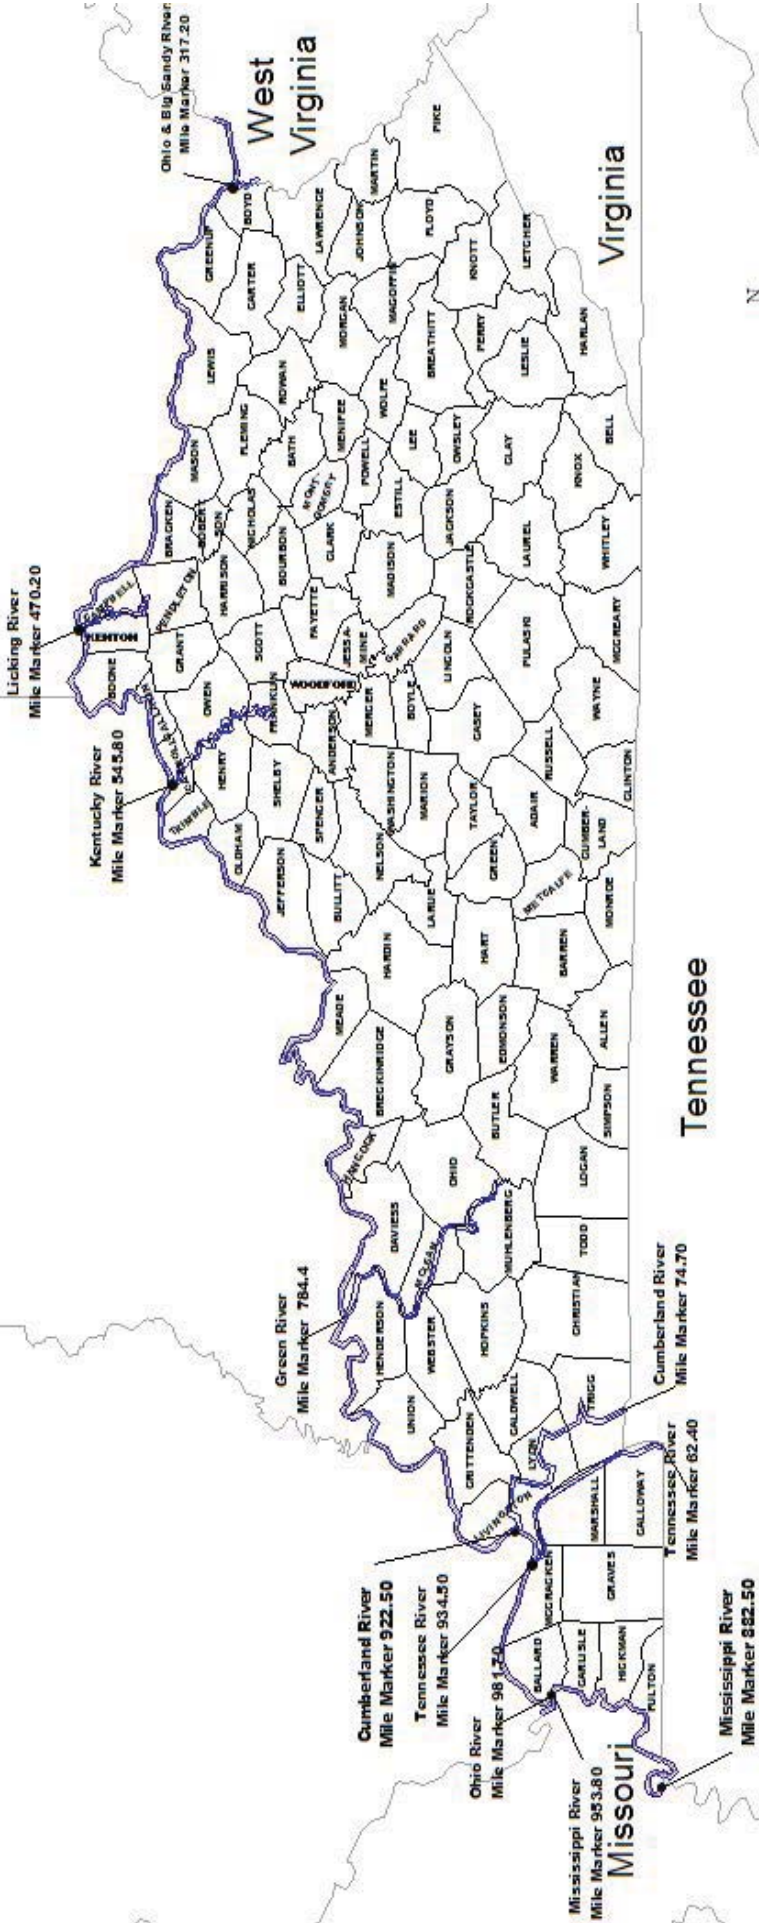 Licking River
Mile Marker 470.20
Ohio & Big Sandy River
Mile Marker 317.20
Kentucky River
Mile Marker 545.80
West
Virginia
Virginia
Green River
Mile Marker 784.4
Cumberland River
Mile Marker 922.50
Tennessee River
Mile Marker 934.50
Ohio River
Mile Marker 981.70
Mississippi River
Mile Marker 953.80
Missouri
Mississippi River
Mile Marker 882.50
Tennessee River
Mile Marker 62.40
Cumberland River
Mile Marker 74.70
Tennessee
N
CAMPBELL
KENTON
BOONE
PENDLETON
BRACKEN
GRANT
GALLATIN
OWEN
HARRISON
ROBERT
SON
MASON
LEWIS
GREENUP
BOYD
CARTER
FLEMING
NICHOLAS
SCOTT
FRANKLIN
HENRY
TRIMBLE
OLDHAM
SHELBY
JEFFERSON
SPENCER
BULLITT
ANDERSON
WOODFORD
FAYETTE
BOURBON
BATH
ROWAN
ELLIOTT
LAWRENCE
MARTIN
JOHNSON
MORGAN
MENIFEE
MONT-
GOMERY
CLARK
POWELL
WOLFE
MAGOFFIN
FLOYD
PIKE
KNOTT
BREATHITT
LEE
ESTILL
MADISON
JESSA-
MINE
MERCER
GARRARD
BOYLE
WASHINGTON
NELSON
MARION
LARUE
HARDIN
MEADE
BRECKINRIDGE
HANCOCK
DAVIESS
HENDERSON
UNION
WEBSTER
MCLEAN
OHIO
GRAYSON
HART
GREEN
TAYLOR
CASEY
LINCOLN
ROCKCASTLE
JACKSON
OWSLEY
PERRY
LETCHER
LESLIE
CLAY
LAUREL
PULASKI
RUSSELL
ADAIR
METCALFE
BARREN
EDMONSON
WARREN
BUTLER
MUHLENBERG
HOPKINS
CRITTENDEN
CALDWELL
LIVINGSTON
LYON
TRIGG
CHRISTIAN
TODD
LOGAN
SIMPSON
ALLEN
MONROE
CUMBER-
LAND
CLINTON
WAYNE
MCCREARY
WHITLEY
KNOX
BELL
HARLAN
MARSHALL
CALLOWAY
GRAVES
MCCRACKEN
BALLARD
CARLISLE
HICKMAN
FULTON